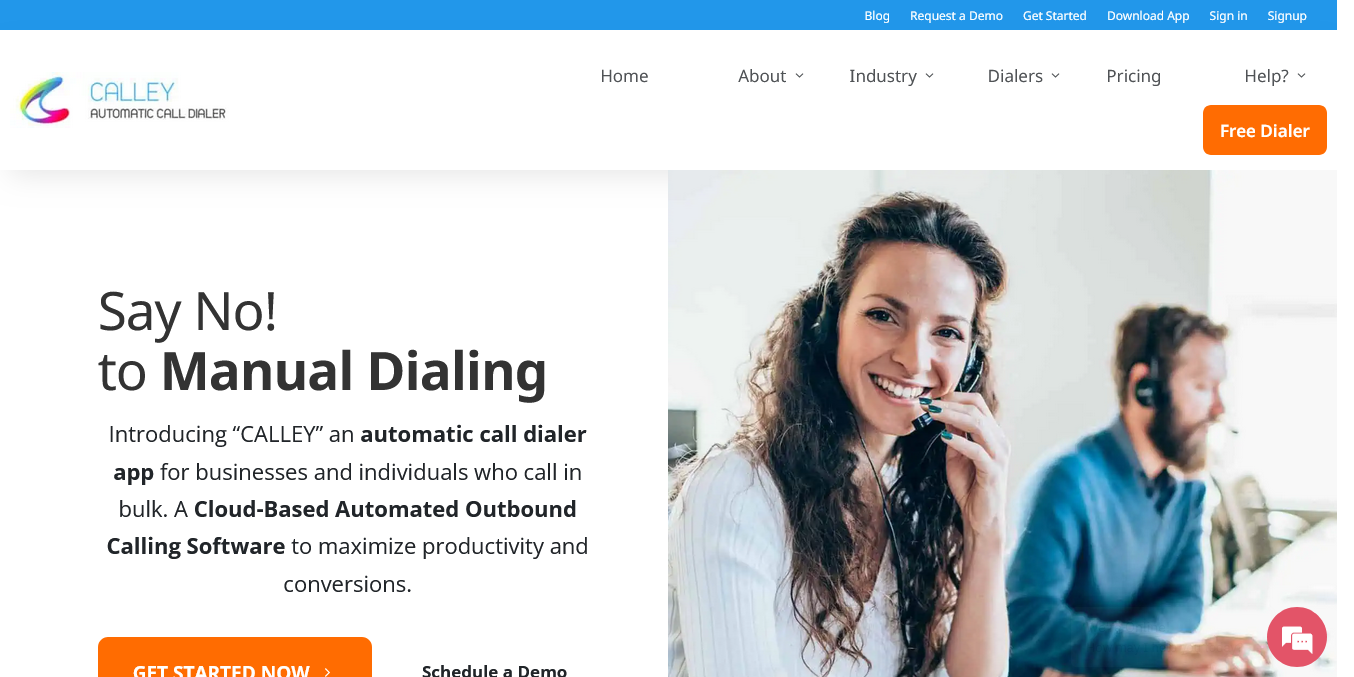 Blog Request a Demo Get Started Download App Sign in Signup
Home About Industry Dialers Pricing Help?
CALLEY
AUTOMATIC CALL DIALER
Free Dialer
Say No!
to Manual Dialing
Introducing “CALLEY” an automatic call dialer
app for businesses and individuals who call in
bulk. A Cloud-Based Automated Outbound
Calling Software to maximize productivity and
conversions.
GET STARTED NOW Schedule a Demo